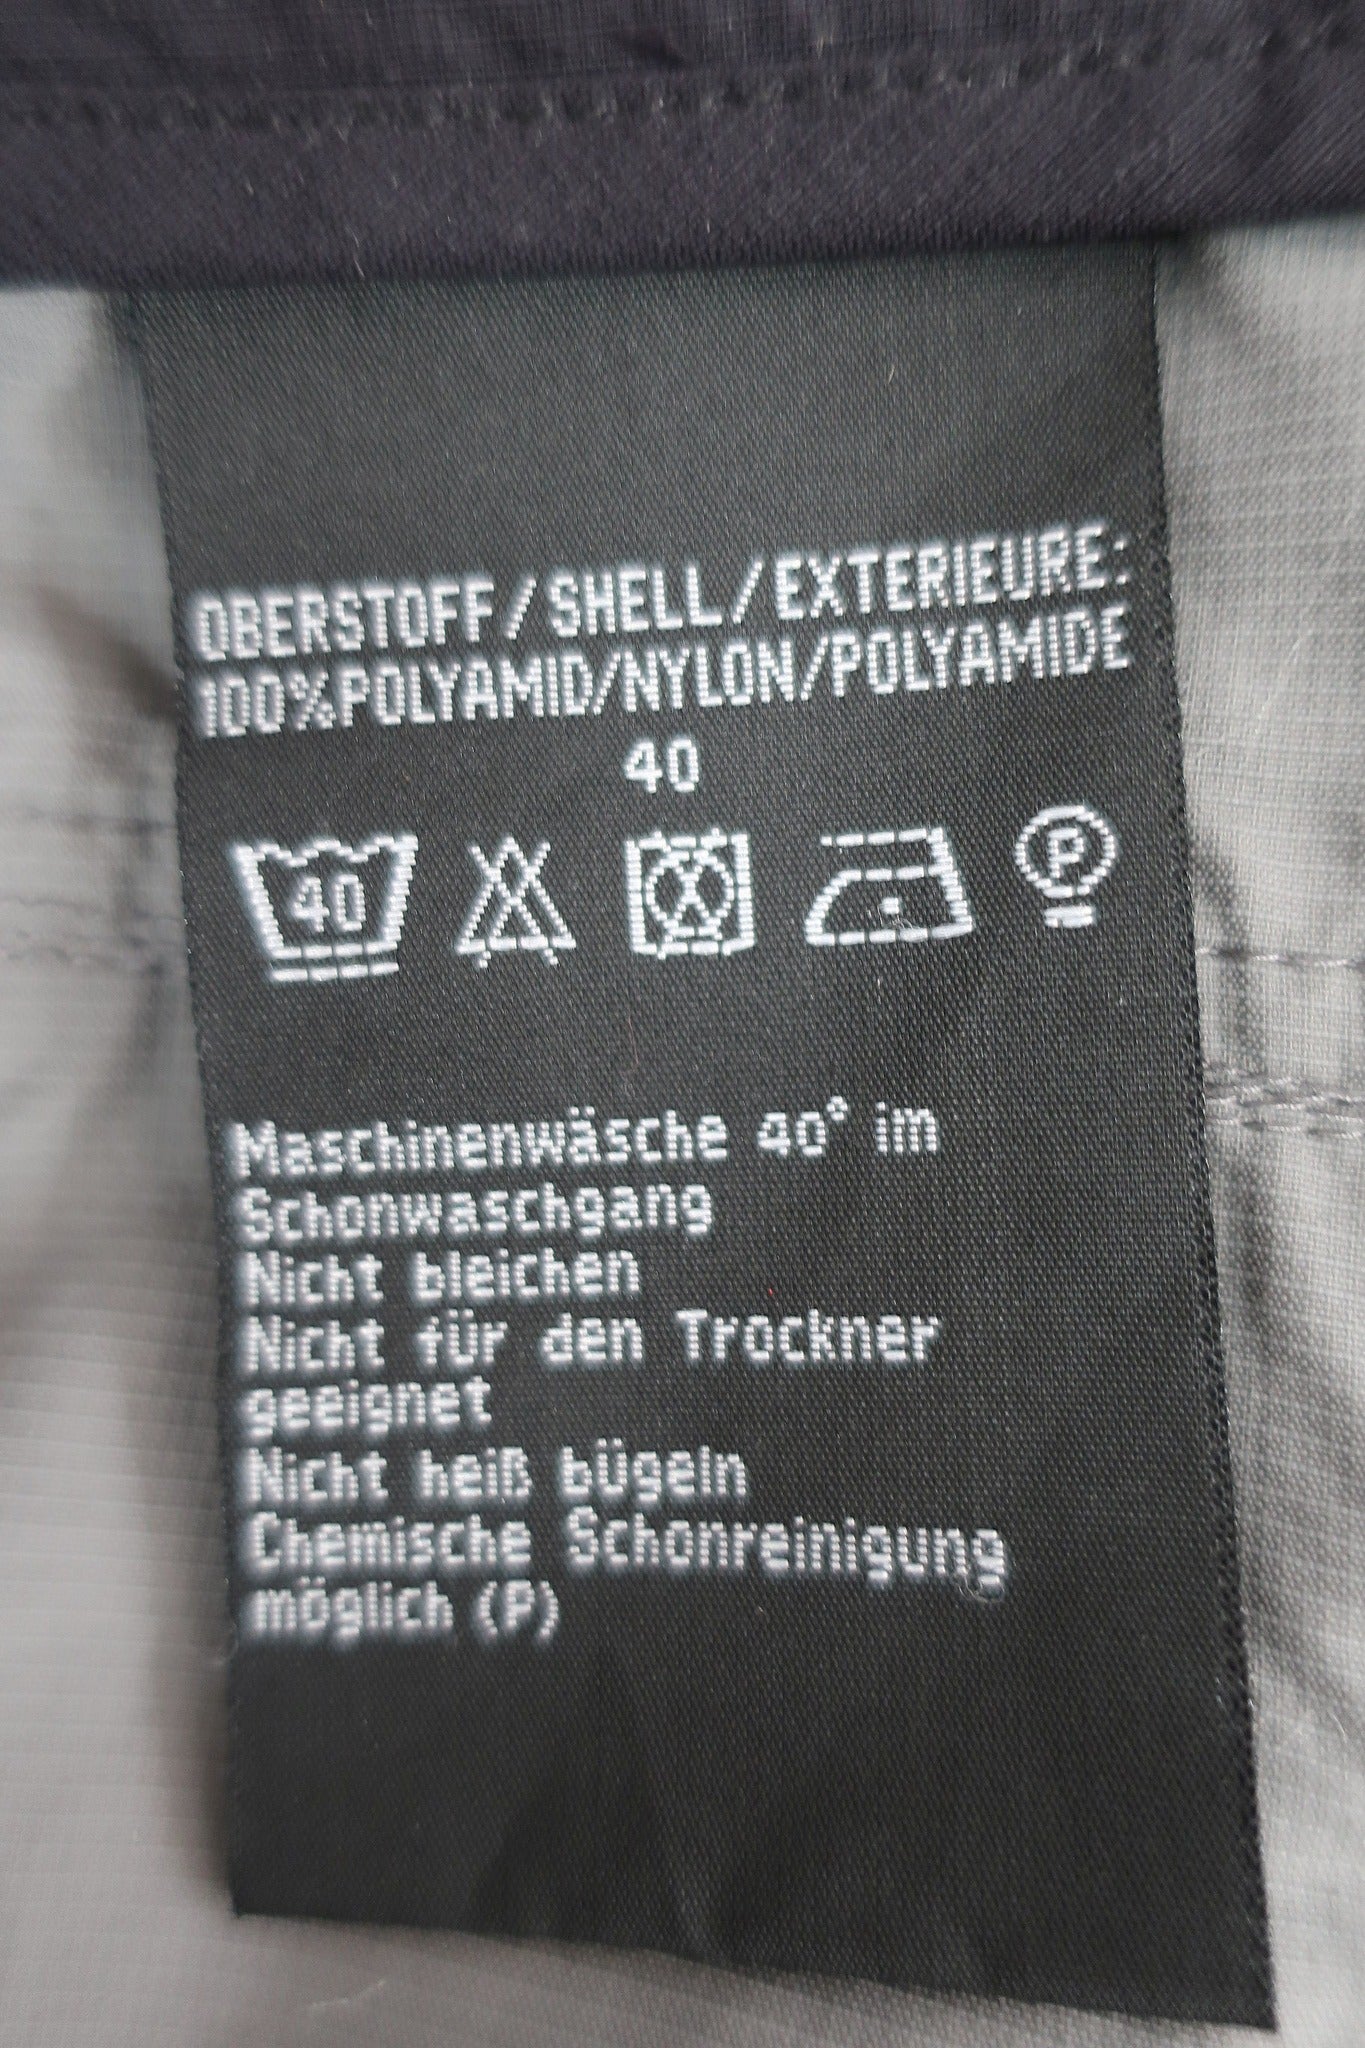 OBERSTOFF/SHELL/EXTERIEURE:
100%POLYAMID/NYLON/POLYAMIDE
40
40 P
Maschinenwäsche 40° im
Schonwaschgang
Nicht bleichen
Nicht für den Trockner
geeignet
Nicht heiß bügeln
Chemische Schonreinigung
möglich (P)